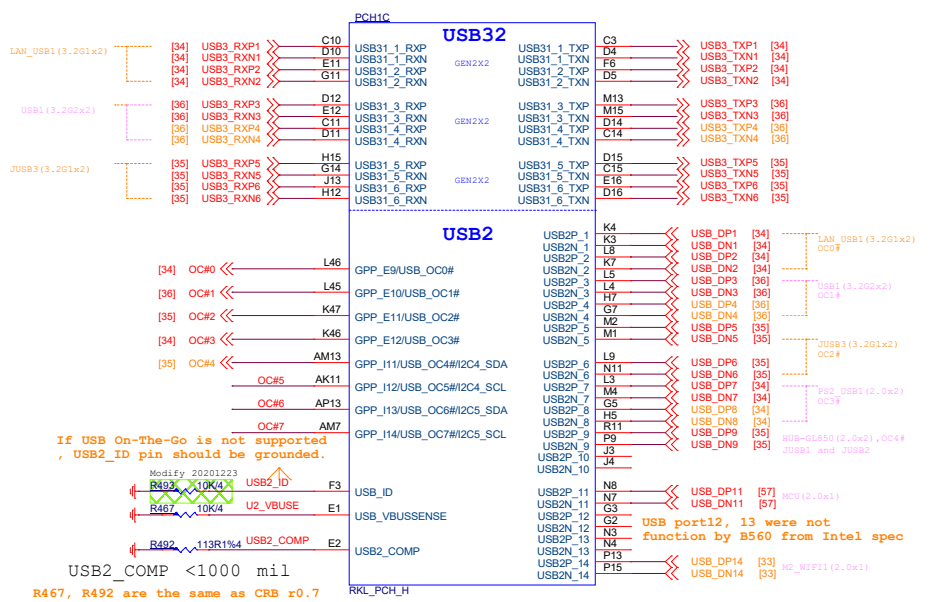 PCH1C
USB32
LAN_USB1(3.2G1x2)
[34] USB3_RXP1 C10 USB31_1_RXP USB31_1_TXP C3 USB3_TXP1 [34]
[34] USB3_RXN1 D10 USB31_1_RXN USB31_1_TXN D4 USB3_TXN1 [34]
[34] USB3_RXP2 E11 USB31_2_RXP GEN2X2 USB31_2_TXP F6 USB3_TXP2 [34]
[34] USB3_RXN2 G11 USB31_2_RXN USB31_2_TXN D5 USB3_TXN2 [34]
USB1(3.2G2x2)
[36] USB3_RXP3 D12 USB31_3_RXP USB31_3_TXP M13 USB3_TXP3 [36]
[36] USB3_RXN3 E12 USB31_3_RXN USB31_3_TXN M15 USB3_TXN3 [36]
[36] USB3_RXP4 C11 USB31_4_RXP GEN2X2 USB31_4_TXP D14 USB3_TXP4 [36]
[36] USB3_RXN4 D11 USB31_4_RXN USB31_4_TXN C14 USB3_TXN4 [36]
JUSB3(3.2G1x2)
[35] USB3_RXP5 H15 USB31_5_RXP USB31_5_TXP D15 USB3_TXP5 [35]
[35] USB3_RXN5 G14 USB31_5_RXN USB31_5_TXN C15 USB3_TXN5 [35]
[35] USB3_RXP6 J13 USB31_6_RXP GEN2X2 USB31_6_TXP E16 USB3_TXP6 [35]
[35] USB3_RXN6 H12 USB31_6_RXN USB31_6_TXN D16 USB3_TXN6 [35]
USB2
USB2P_1 K4 USB_DP1 [34]
USB2N_1 K3 USB_DN1 [34]
USB2P_2 L8 USB_DP2 [34]
USB2N_2 K7 USB_DN2 [34]
LAN_USB1(3.2G1x2)
OC0#
USB2P_3 L5 USB_DP3 [36]
USB2N_3 L4 USB_DN3 [36]
USB2P_4 H7 USB_DP4 [36]
USB2N_4 G7 USB_DN4 [36]
USB1(3.2G2x2)
OC1#
USB2P_5 M2 USB_DP5 [35]
USB2N_5 M1 USB_DN5 [35]
USB2P_6 L9 USB_DP6 [35]
USB2N_6 N11 USB_DN6 [35]
JUSB3(3.2G1x2)
OC2#
USB2P_7 L3 USB_DP7 [34]
USB2N_7 M4 USB_DN7 [34]
USB2P_8 G5 USB_DP8 [34]
USB2N_8 H5 USB_DN8 [34]
PS2_USB1(2.0x2)
OC3#
USB2P_9 R11 USB_DP9 [35]
USB2N_9 P9 USB_DN9 [35]
HUB-GL850(2.0x2),OC4#
JUSB1 and JUSB2
USB2P_10 J3
USB2N_10 J4
USB2P_11 N8 USB_DP11 [57]
USB2N_11 N7 USB_DN11 [57]
MCU(2.0x1)
USB2P_12 G3
USB2N_12 G2
USB2P_13 N3
USB2N_13 N4
USB port12, 13 were not
function by B560 from Intel spec
USB2P_14 P13 USB_DP14 [33]
USB2N_14 P15 USB_DN14 [33]
M2_WIFI1(2.0x1)
[34] OC#0 L46 GPP_E9/USB_OC0#
[36] OC#1 L45 GPP_E10/USB_OC1#
[35] OC#2 K47 GPP_E11/USB_OC2#
[34] OC#3 K46 GPP_E12/USB_OC3#
[35] OC#4 AM13 GPP_I11/USB_OC4#/I2C4_SDA
OC#5 AK11 GPP_I12/USB_OC5#/I2C4_SCL
OC#6 AP13 GPP_I13/USB_OC6#/I2C5_SDA
OC#7 AM7 GPP_I14/USB_OC7#/I2C5_SCL
If USB On-The-Go is not supported
, USB2_ID pin should be grounded.
Modify 20201223
R493 10K/4 USB2_ID F3 USB_ID
R467 10K/4 U2_VBUSE E1 USB_VBUSSENSE
R492 113R1%4 USB2_COMP E2 USB2_COMP
USB2_COMP <1000 mil
R467, R492 are the same as CRB r0.7
RKL_PCH_H